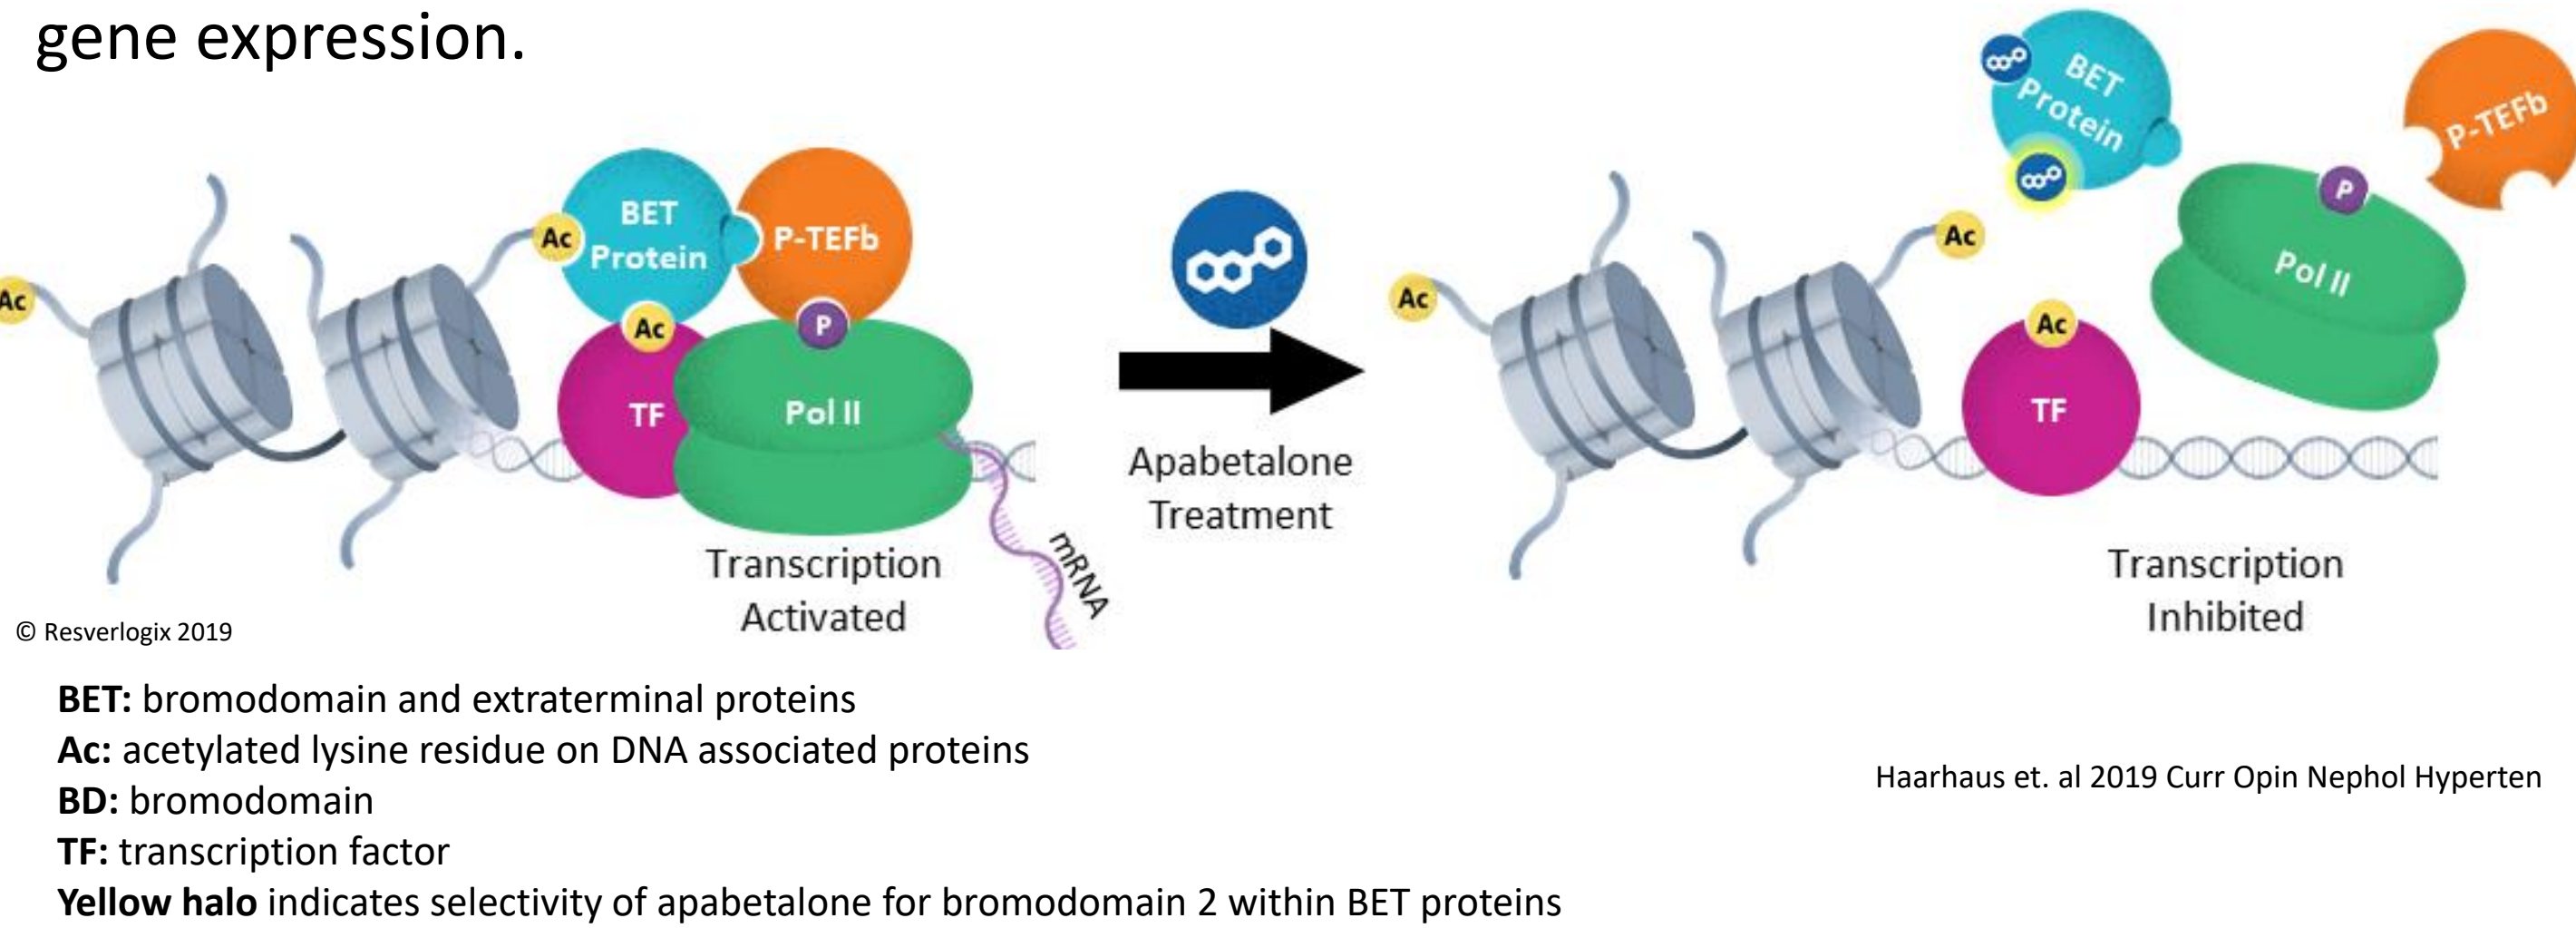 gene expression.
Ac
Ac
BET
Protein
P-TEFb
Ac
P
TF
Pol II
mRNA
Transcription
Activated
Apabetalone
Treatment
BET
Protein
P-TEFb
P
Pol II
Ac
Ac
Ac
TF
Transcription
Inhibited
© Resverlogix 2019
BET: bromodomain and extraterminal proteins
Ac: acetylated lysine residue on DNA associated proteins
BD: bromodomain
TF: transcription factor
Yellow halo indicates selectivity of apabetalone for bromodomain 2 within BET proteins
Haarhaus et. al 2019 Curr Opin Nephol Hyperten